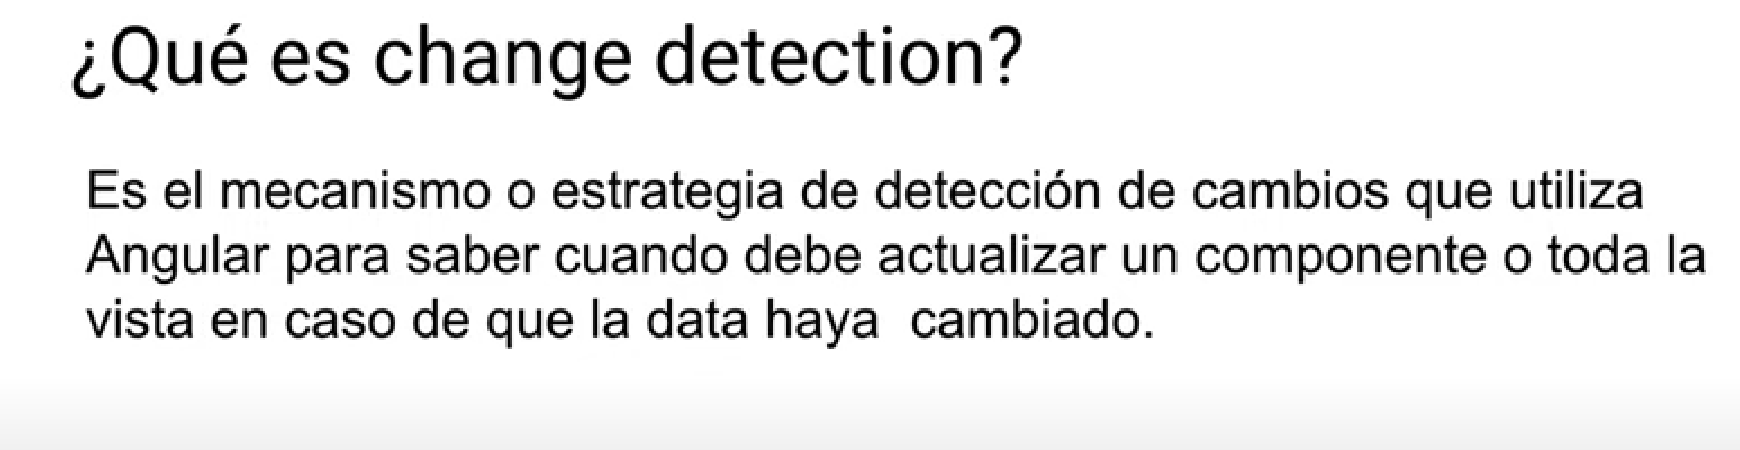 ¿Qué es change detection?
Es el mecanismo o estrategia de detección de cambios que utiliza
Angular para saber cuando debe actualizar un componente o toda la
vista en caso de que la data haya  cambiado.